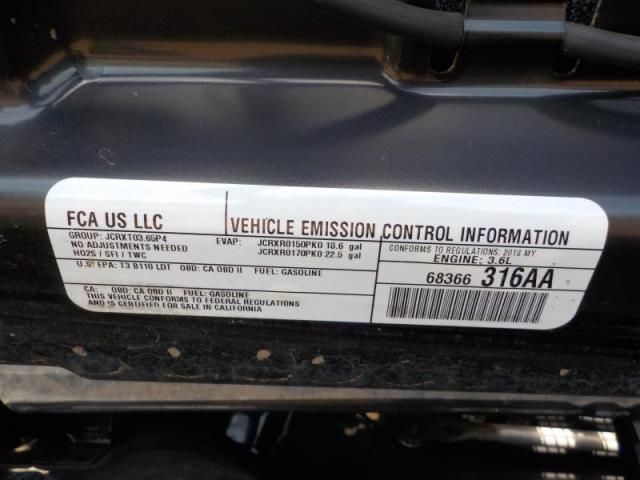 FCA US LLC
VEHICLE EMISSION CONTROL INFORMATION
GROUP: JCRXT03.65P4
NO ADJUSTMENTS NEEDED
HO2S / SFI / TWC
EVAP: JCRXR0150PK0 18.6 gal
JCRXR0170PK0 22.5 gal
CONFORMS TO REGULATIONS: 2018 MY
ENGINE: 3.6L
U.S. EPA: T3 B110 LDT OBD: CA OBD II FUEL: GASOLINE
68366 316AA
CA: OBD: CA OBD II FUEL: GASOLINE
THIS VEHICLE CONFORMS TO FEDERAL REGULATIONS
AND IS CERTIFIED FOR SALE IN CALIFORNIA